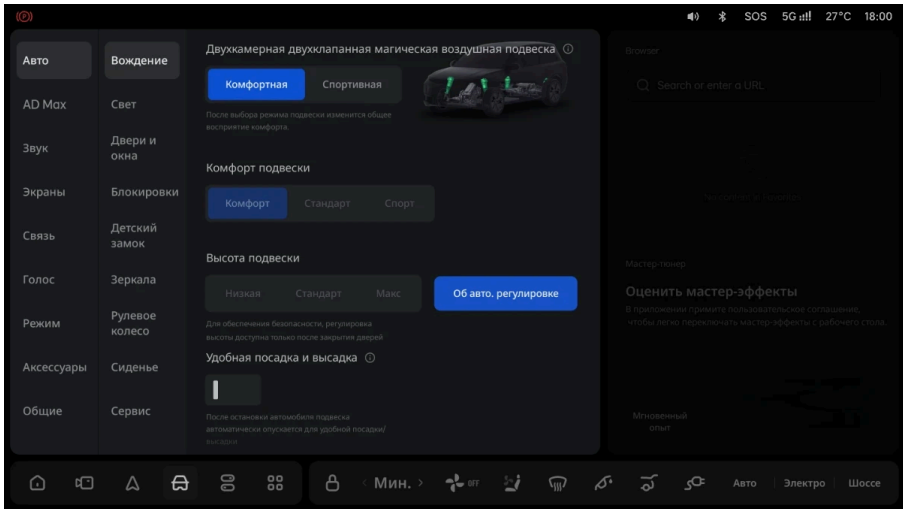 (P)
SOS 5G 27°C 18:00
Авто
AD Max
Звук
Экраны
Связь
Голос
Режим
Аксессуары
Общие
Вождение
Свет
Двери и
окна
Блокировки
Детский
замок
Зеркала
Рулевое
колесо
Сиденье
Сервис
Двухкамерная двухклапанная магическая воздушная подвеска
Комфортная Спортивная
После выбора режима подвески изменится общее
восприятие комфорта.
Комфорт подвески
Комфорт Стандарт Спорт
Высота подвески
Низкая Стандарт Макс
Об авто. регулировке
Для обеспечения безопасности, регулировка
высоты доступна только после закрытия дверей
Удобная посадка и высадка
После остановки автомобиля подвеска
автоматически опускается для удобной посадки/
высадки
Browser
Search or enter a URL
Мастер-тюнер
Оценить мастер-эффекты
В приложении примите пользовательское соглашение,
чтобы легко переключать мастер-эффекты с рабочего стола.
Мгновенный
опыт
Мин. OFF Авто Электро Шоссе